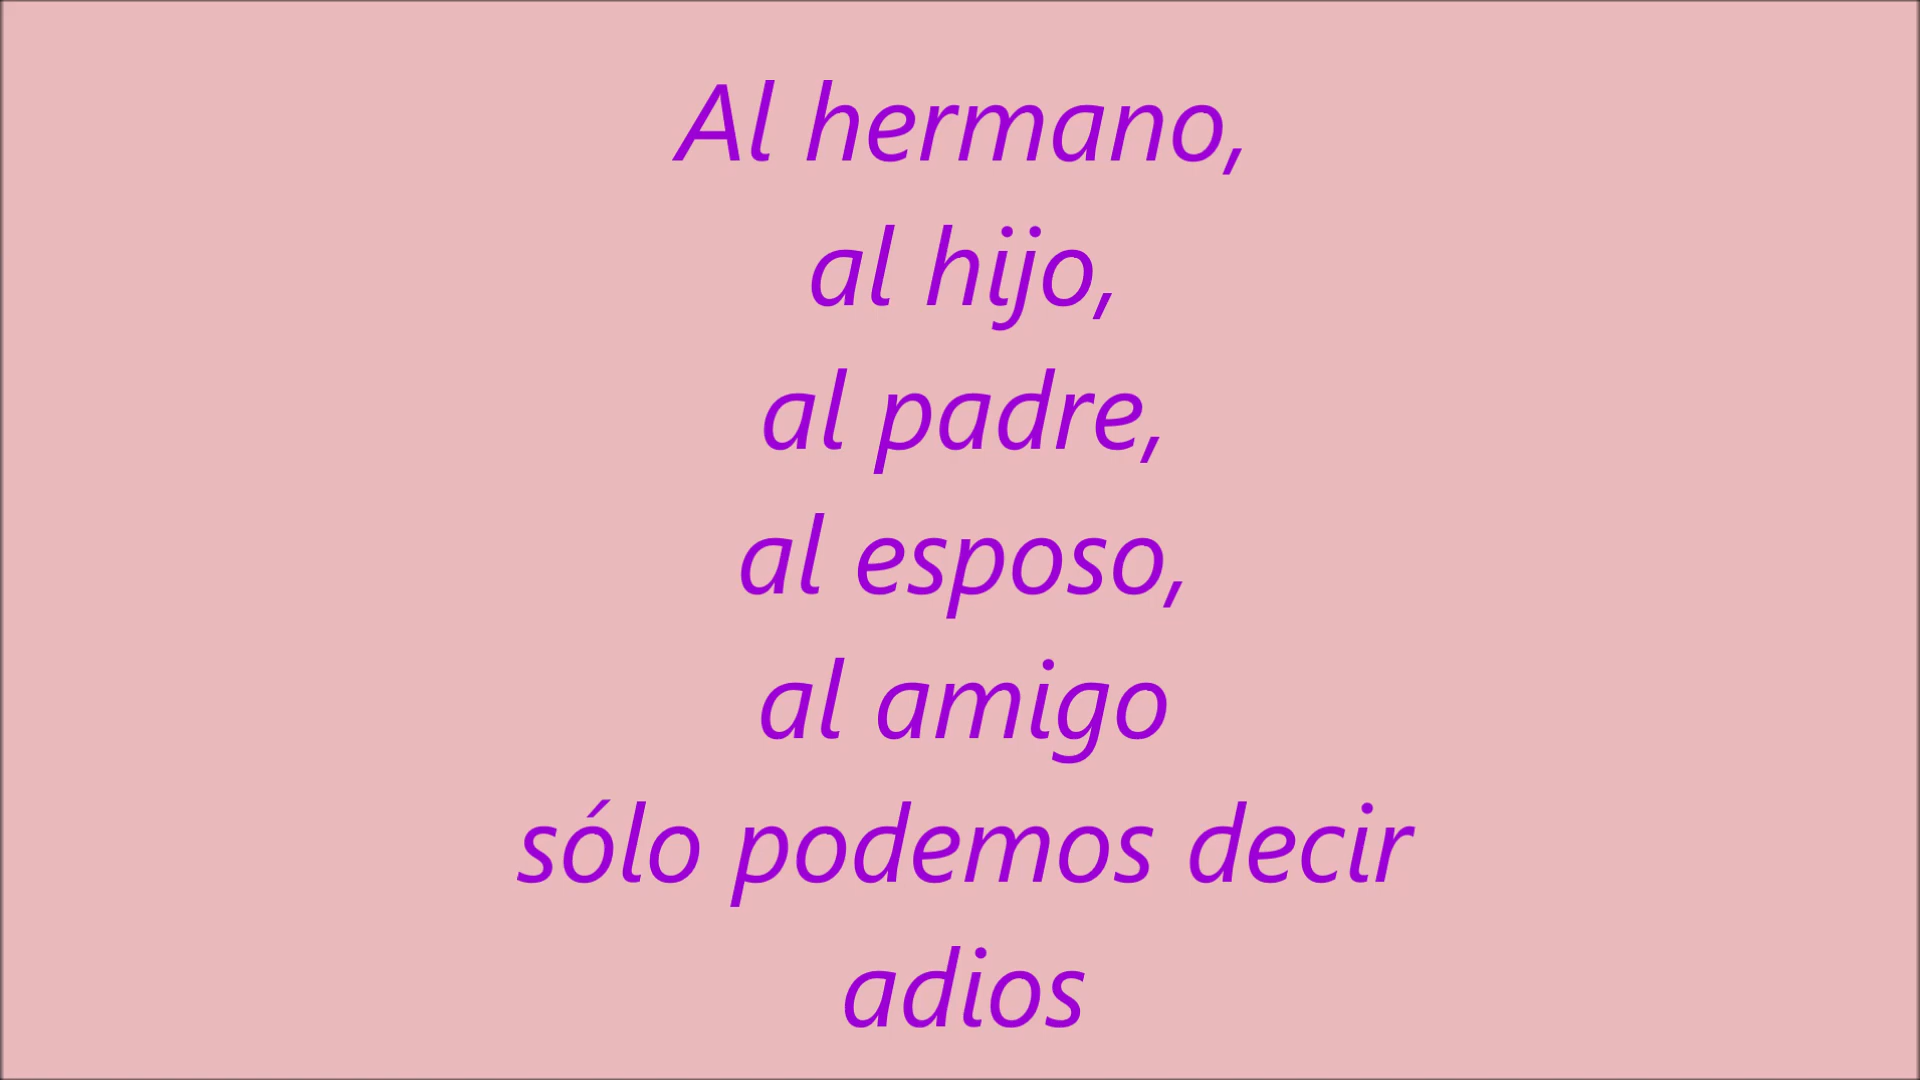 Al hermano,
al hijo,
al padre,
al esposo,
al amigo
sólo podemos decir
adios